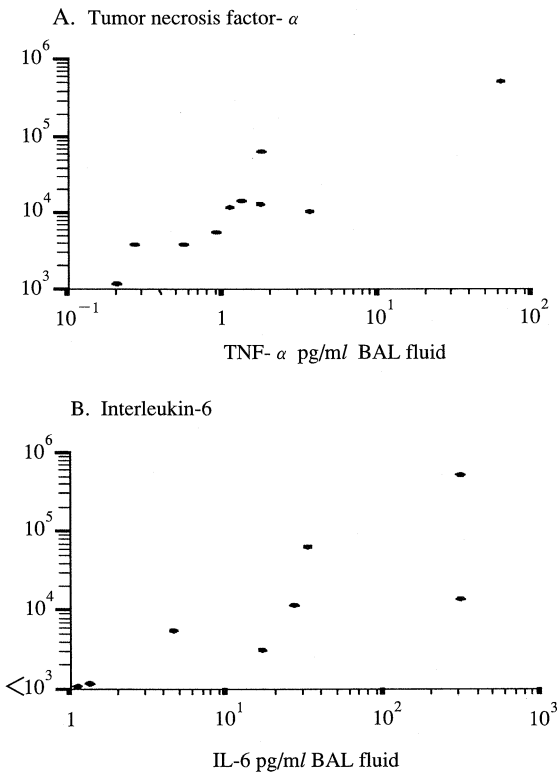 A. Tumor necrosis factor- α
10^6
10^5
10^4
10^3
10^−1 1 10^1 10^2
TNF- α pg/ml BAL fluid
B. Interleukin-6
10^6
10^5
10^4
<10^3
1 10^1 10^2 10^3
IL-6 pg/ml BAL fluid